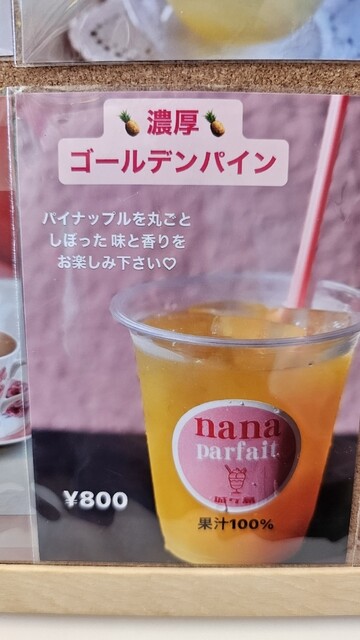 🍍濃厚🍍
ゴールデンパイン
パイナップルを丸ごと
しぼった 味と香りを
お楽しみ下さい♡
nana
parfait
¥800
果汁100%